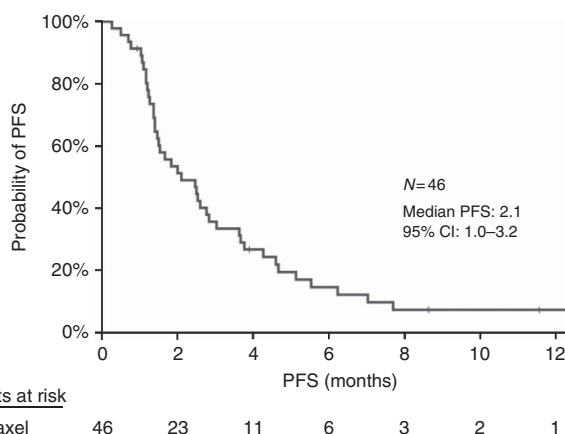 100%
80%
60%
40%
20%
0%
Probability of PFS
N=46
Median PFS: 2.1
95% CI: 1.0–3.2
0 2 4 6 8 10 12
PFS (months)
ts at risk
axel 46 23 11 6 3 2 1